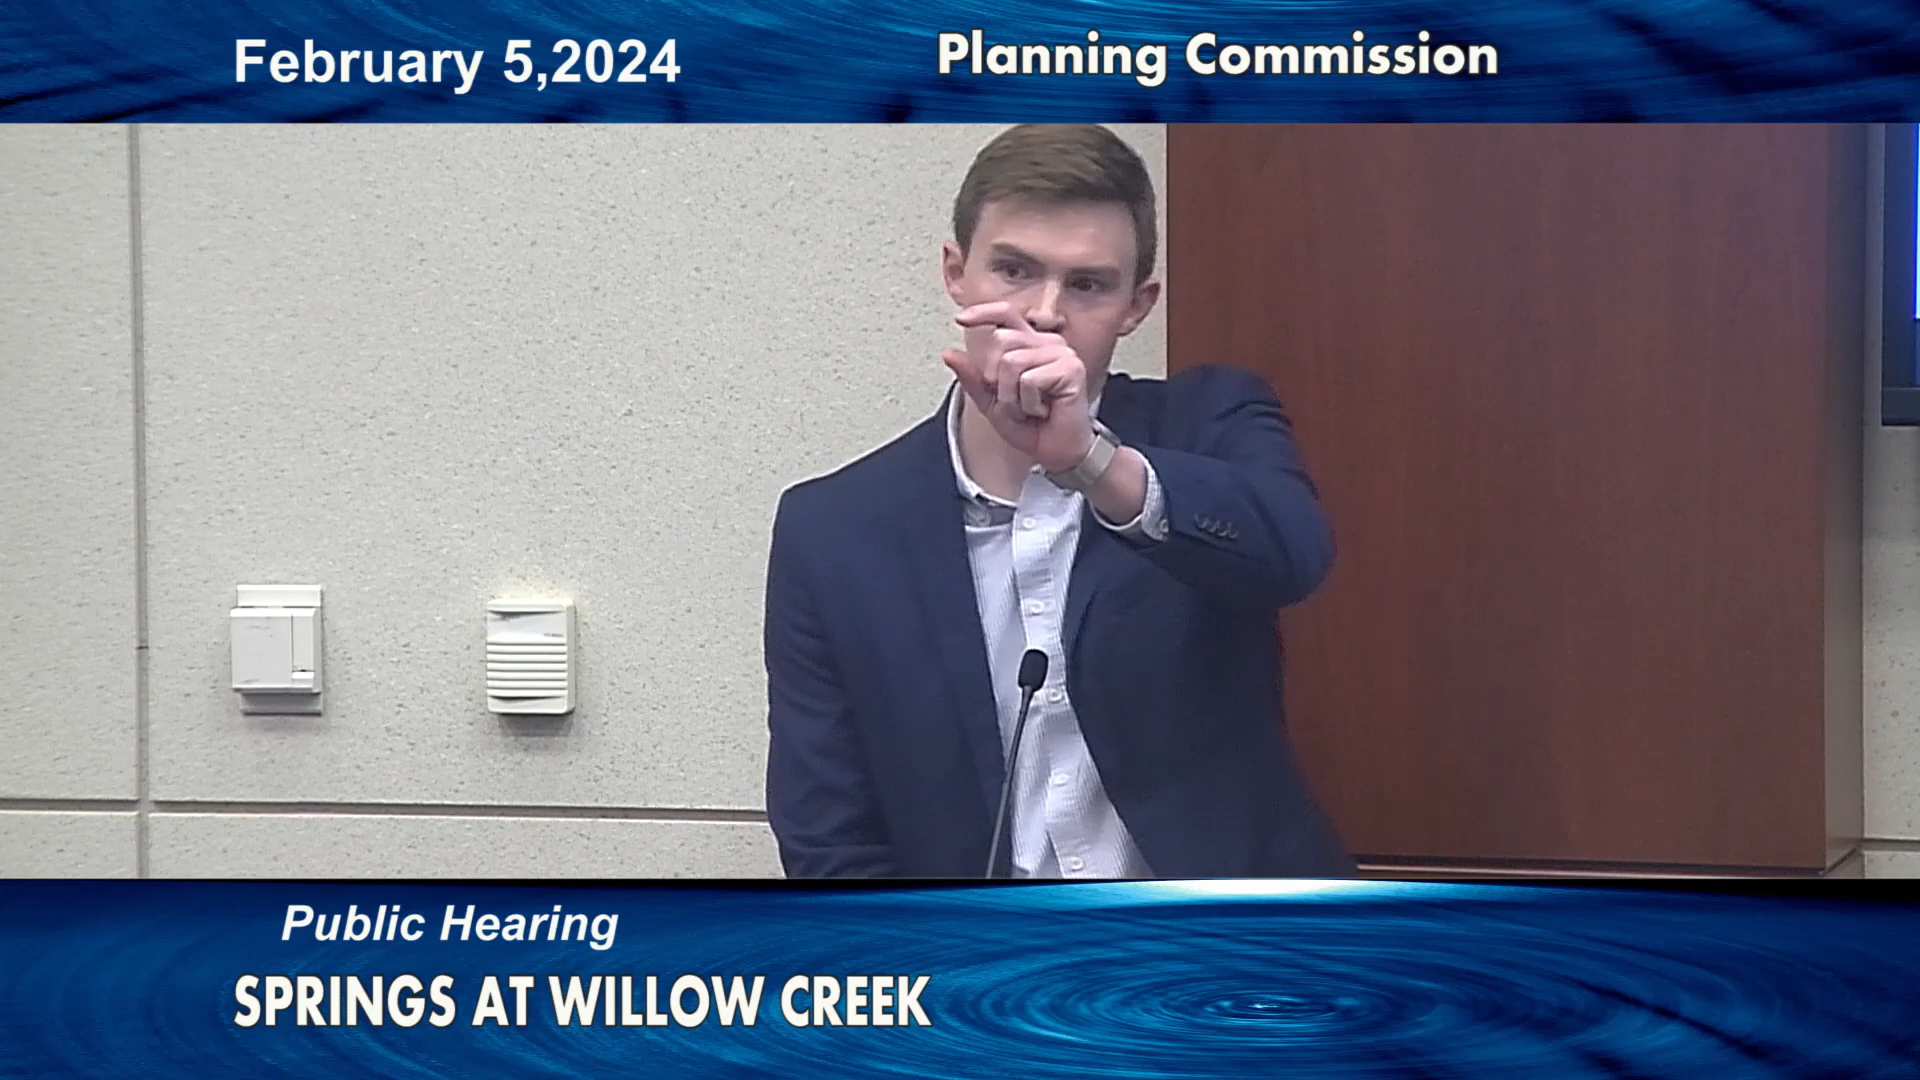 February 5,2024
Planning Commission
Public Hearing
SPRINGS AT WILLOW CREEK